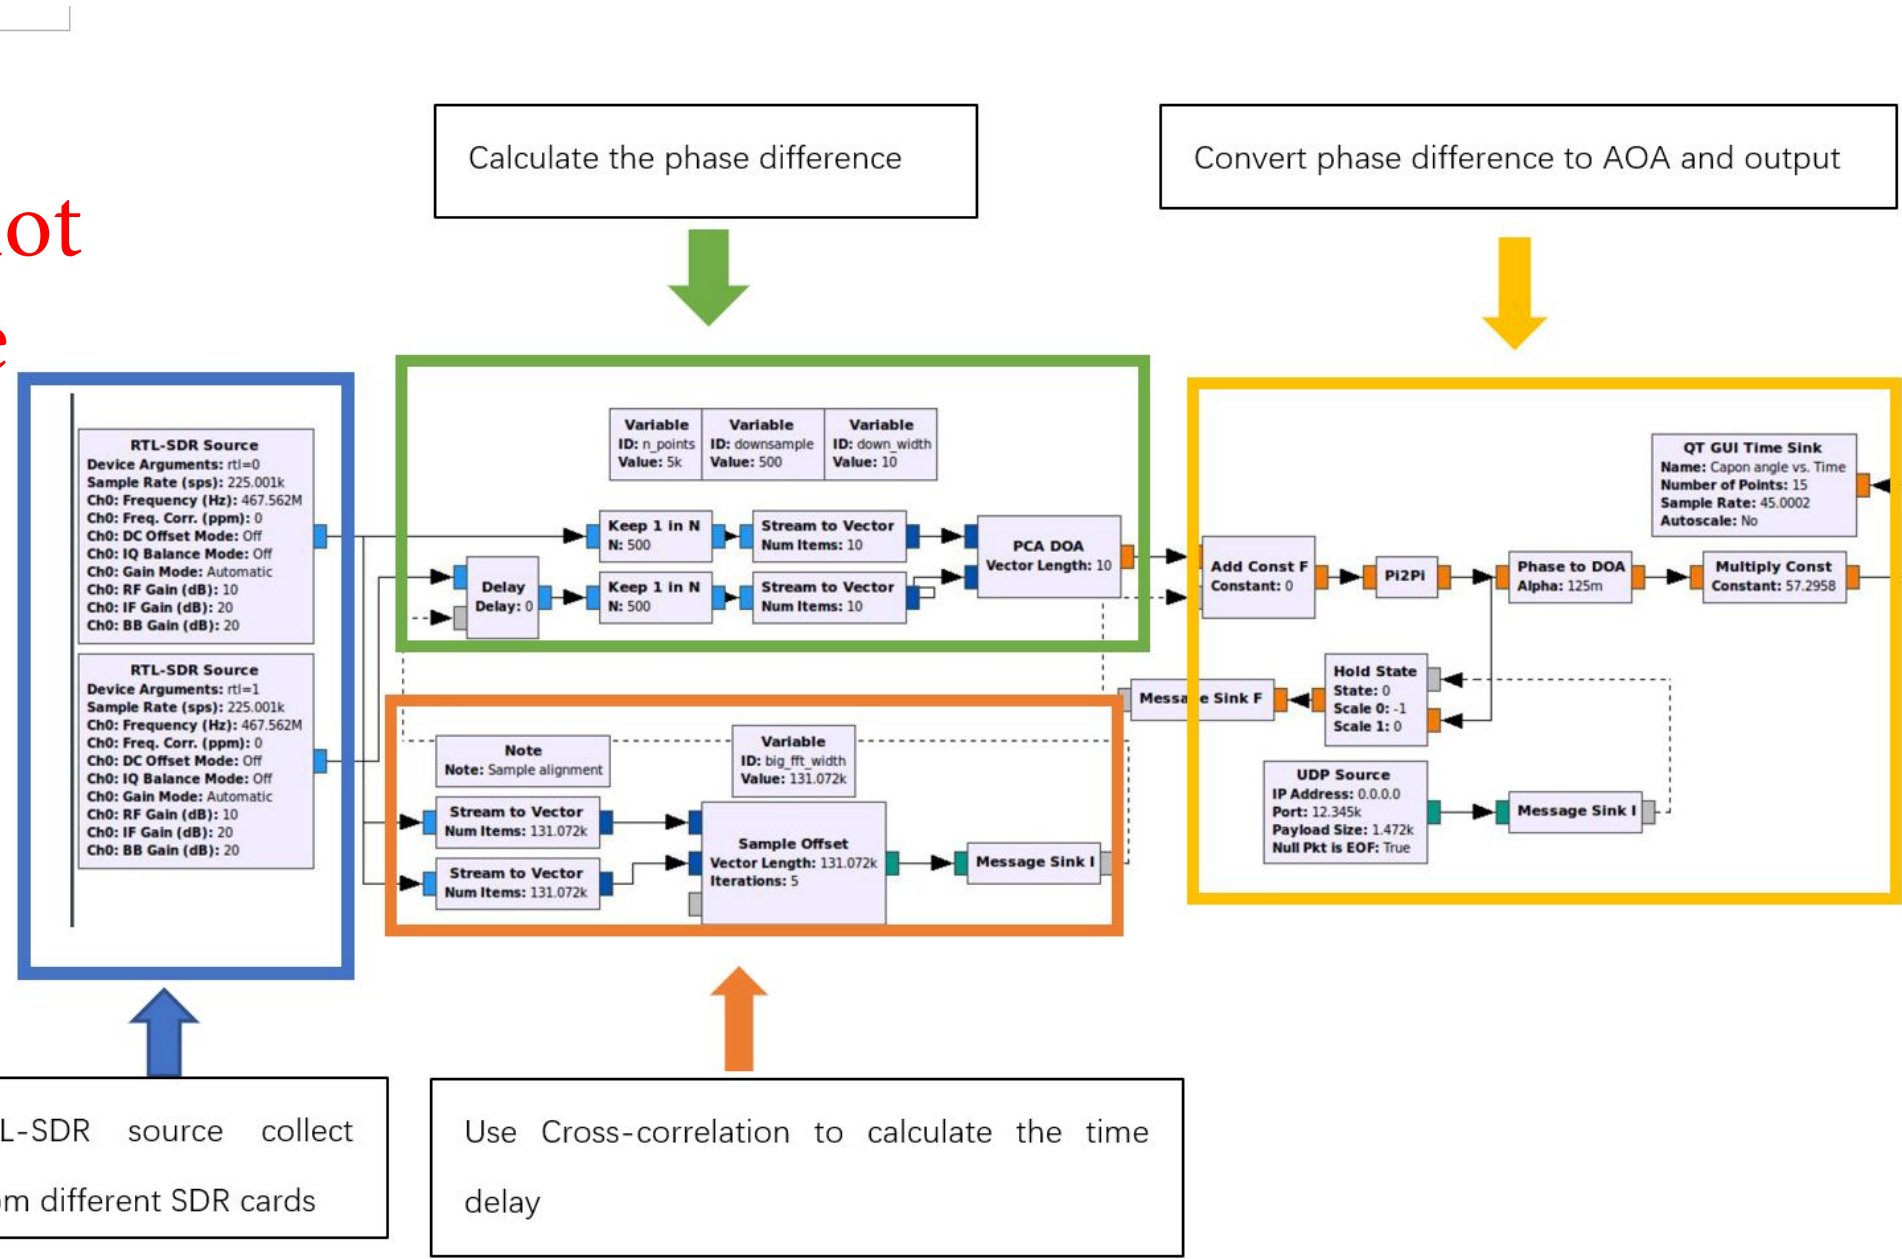 Calculate the phase difference
Convert phase difference to AOA and output
ot
e
RTL-SDR Source
Device Arguments: rtl=0
Sample Rate (sps): 225.001k
Ch0: Frequency (Hz): 467.562M
Ch0: Freq. Corr. (ppm): 0
Ch0: DC Offset Mode: Off
Ch0: IQ Balance Mode: Off
Ch0: Gain Mode: Automatic
Ch0: RF Gain (dB): 10
Ch0: IF Gain (dB): 20
Ch0: BB Gain (dB): 20
RTL-SDR Source
Device Arguments: rtl=1
Sample Rate (sps): 225.001k
Ch0: Frequency (Hz): 467.562M
Ch0: Freq. Corr. (ppm): 0
Ch0: DC Offset Mode: Off
Ch0: IQ Balance Mode: Off
Ch0: Gain Mode: Automatic
Ch0: RF Gain (dB): 10
Ch0: IF Gain (dB): 20
Ch0: BB Gain (dB): 20
Variable
ID: n_points
Value: 5k
Variable
ID: downsample
Value: 500
Variable
ID: down_width
Value: 10
Keep 1 in N
N: 500
Stream to Vector
Num Items: 10
Delay
Delay: 0
Keep 1 in N
N: 500
Stream to Vector
Num Items: 10
PCA DOA
Vector Length: 10
QT GUI Time Sink
Name: Capon angle vs. Time
Number of Points: 15
Sample Rate: 45.0002
Autoscale: No
Add Const F
Constant: 0
Pi2Pi
Phase to DOA
Alpha: 125m
Multiply Const
Constant: 57.2958
Message Sink F
Hold State
State: 0
Scale 0: -1
Scale 1: 0
UDP Source
IP Address: 0.0.0.0
Port: 12.345k
Payload Size: 1.472k
Null Pkt is EOF: True
Message Sink I
Note
Note: Sample alignment
Variable
ID: big_fft_width
Value: 131.072k
Stream to Vector
Num Items: 131.072k
Stream to Vector
Num Items: 131.072k
Sample Offset
Vector Length: 131.072k
Iterations: 5
Message Sink I
L-SDR source collect
m different SDR cards
Use Cross-correlation to calculate the time
delay